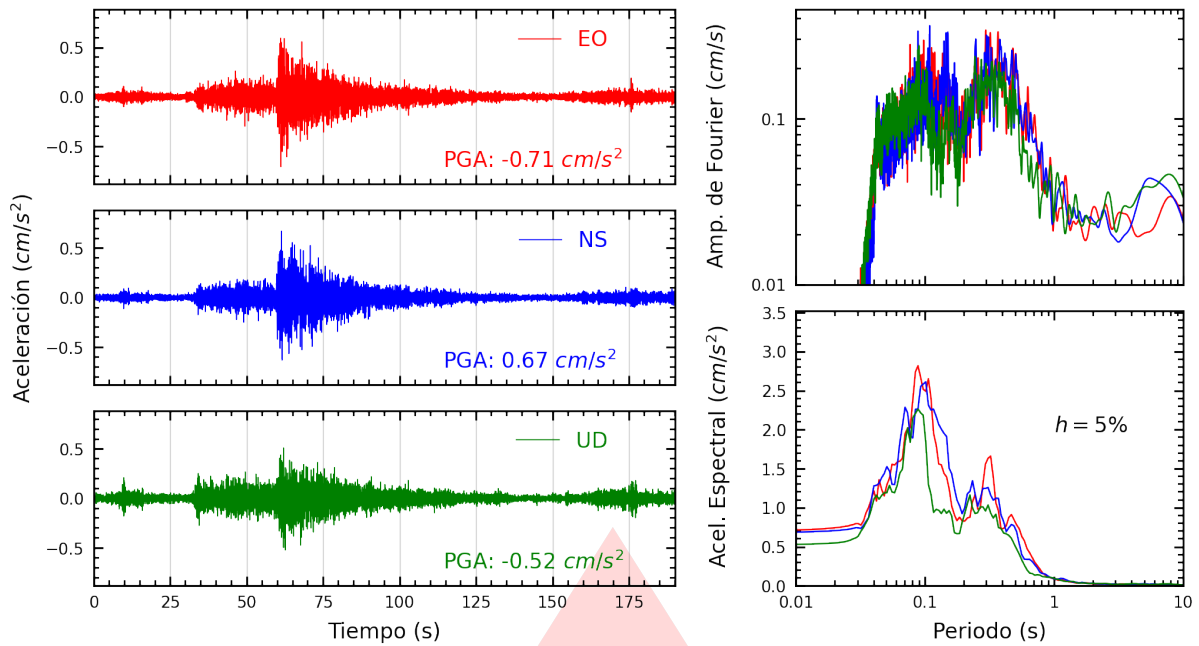 Aceleración (cm/s²)
0.5
0.0
−0.5
EO
PGA: -0.71 cm/s²
0.5
0.0
−0.5
NS
PGA: 0.67 cm/s²
0.5
0.0
−0.5
UD
PGA: -0.52 cm/s²
0 25 50 75 100 125 150 175
Tiempo (s)
Amp. de Fourier (cm/s)
0.1
0.01
Acel. Espectral (cm/s²)
3.5
3.0
2.5
2.0
1.5
1.0
0.5
0.0
h = 5%
0.01 0.1 1 10
Periodo (s)